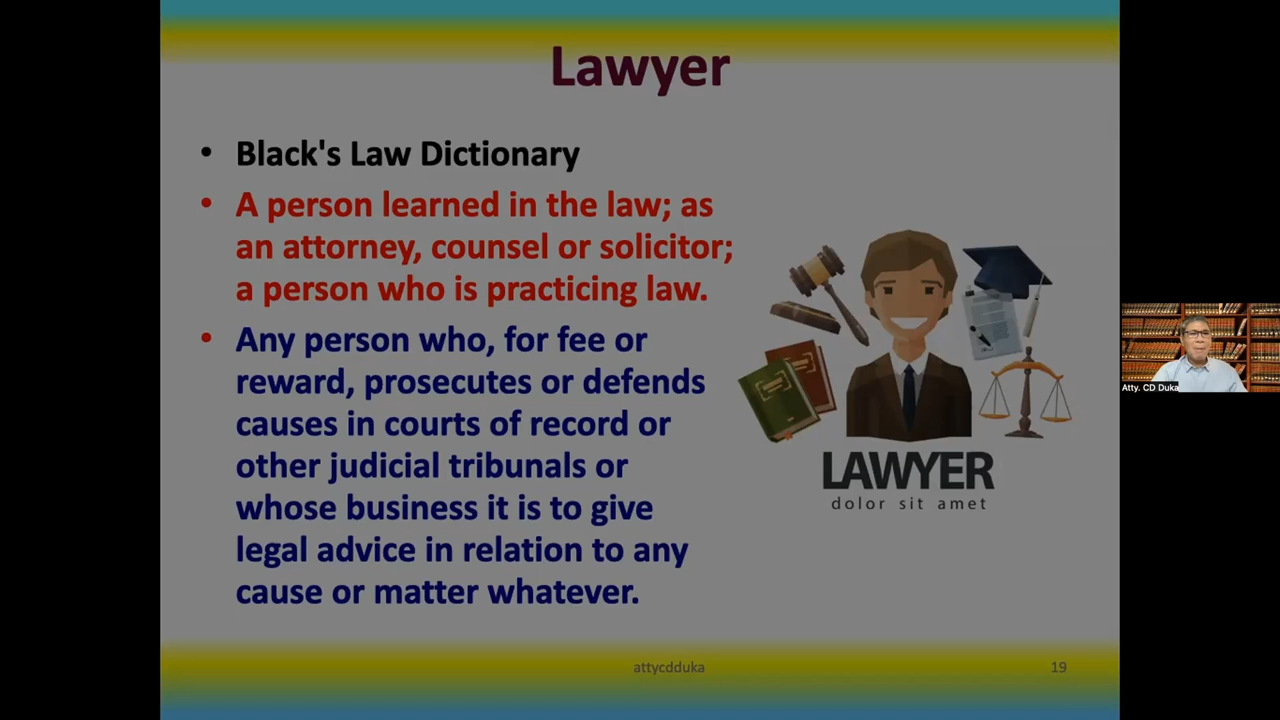 Lawyer
• Black's Law Dictionary
• A person learned in the law; as
an attorney, counsel or solicitor;
a person who is practicing law.
• Any person who, for fee or
reward, prosecutes or defends
causes in courts of record or
other judicial tribunals or
whose business it is to give
legal advice in relation to any
cause or matter whatever.
LAWYER
dolor sit amet
Atty. CD Duka
attycdduka
19